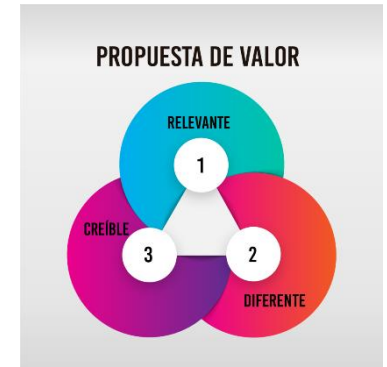 PROPUESTA DE VALOR
RELEVANTE
1
CREÍBLE
3
2
DIFERENTE